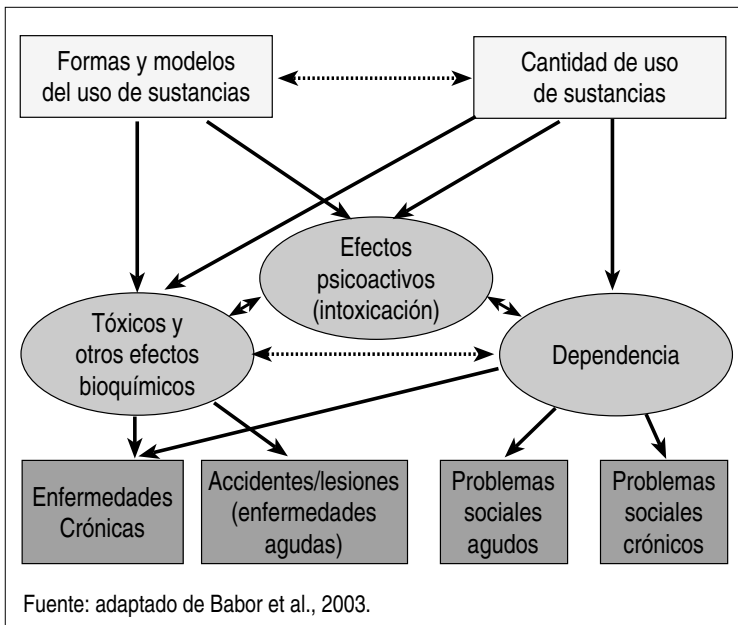 Formas y modelos
del uso de sustancias
Cantidad de uso
de sustancias
Efectos
psicoactivos
(intoxicación)
Tóxicos y
otros efectos
bioquímicos
Dependencia
Enfermedades
Crónicas
Accidentes/lesiones
(enfermedades
agudas)
Problemas
sociales
agudos
Problemas
sociales
crónicos
Fuente: adaptado de Babor et al., 2003.